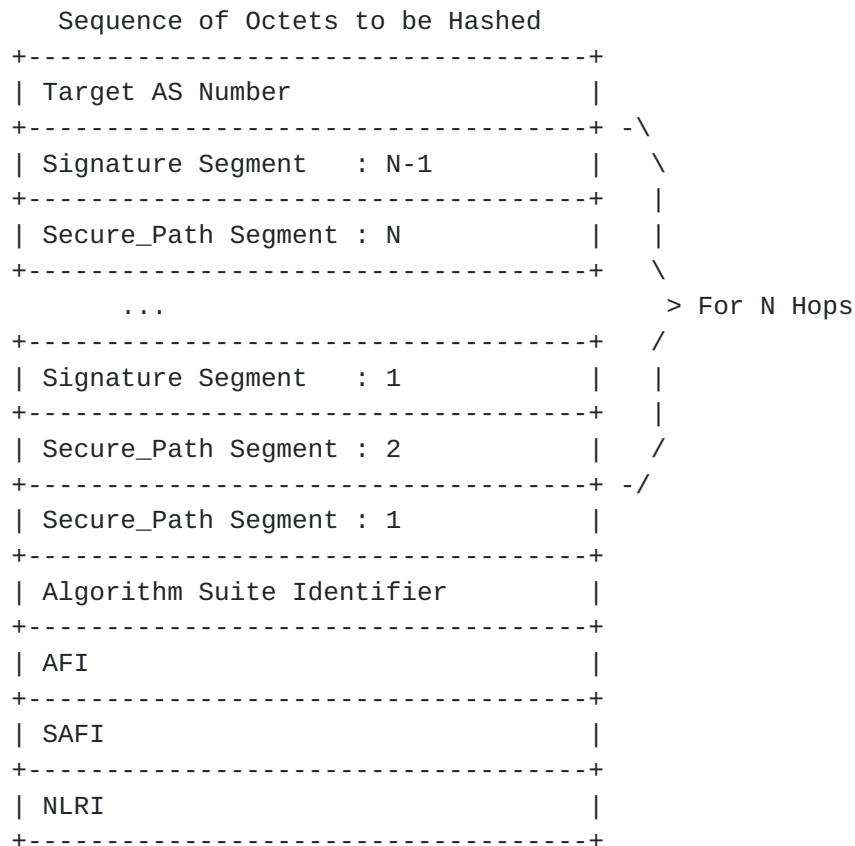 Sequence of Octets to be Hashed
+------------------------------------+
| Target AS Number                   |
+------------------------------------+ -\
| Signature Segment   : N-1          |   \
+------------------------------------+   |
| Secure_Path Segment : N            |   |
+------------------------------------+   \
       ...                                > For N Hops
+------------------------------------+   /
| Signature Segment   : 1            |   |
+------------------------------------+   |
| Secure_Path Segment : 2            |   /
+------------------------------------+ -/
| Secure_Path Segment : 1            |
+------------------------------------+
| Algorithm Suite Identifier         |
+------------------------------------+
| AFI                                |
+------------------------------------+
| SAFI                               |
+------------------------------------+
| NLRI                               |
+------------------------------------+